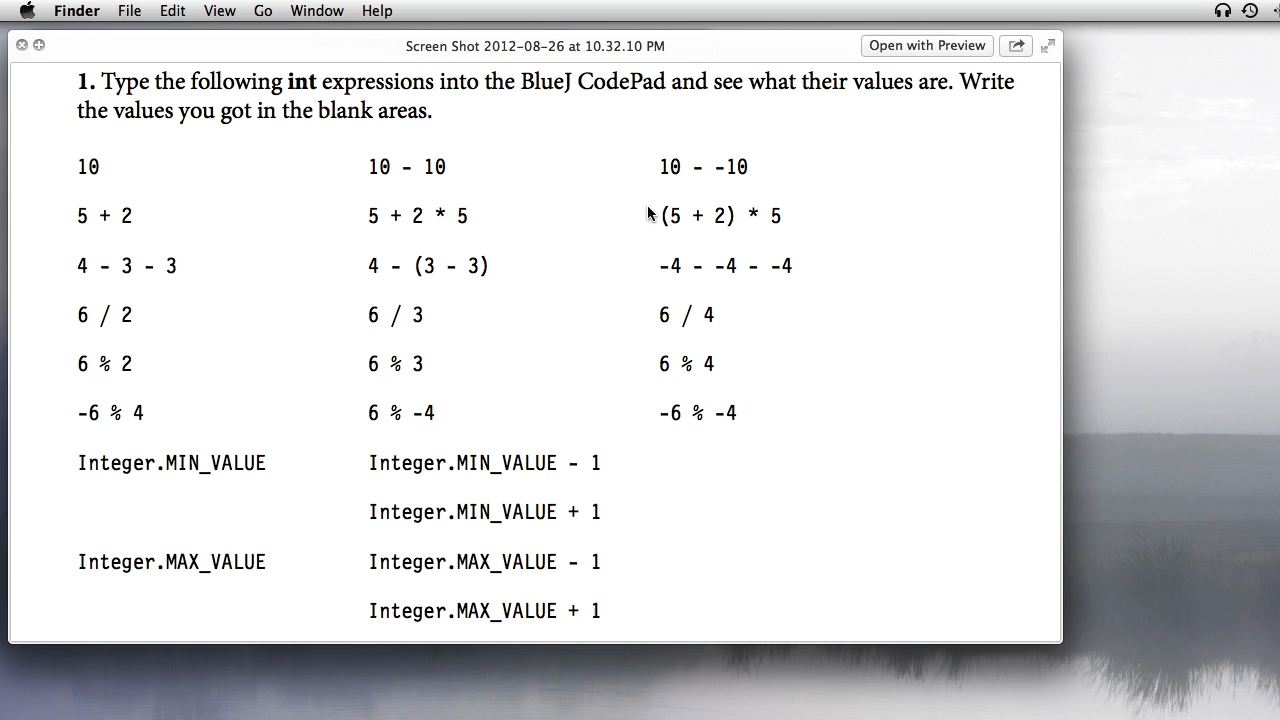 Finder File Edit View Go Window Help
Screen Shot 2012-08-26 at 10.32.10 PM Open with Preview
1. Type the following int expressions into the BlueJ CodePad and see what their values are. Write
the values you got in the blank areas.
10 10 - 10 10 - -10
5 + 2 5 + 2 * 5 (5 + 2) * 5
4 - 3 - 3 4 - (3 - 3) -4 - -4 - -4
6 / 2 6 / 3 6 / 4
6 % 2 6 % 3 6 % 4
-6 % 4 6 % -4 -6 % -4
Integer.MIN_VALUE Integer.MIN_VALUE - 1
Integer.MIN_VALUE + 1
Integer.MAX_VALUE Integer.MAX_VALUE - 1
Integer.MAX_VALUE + 1